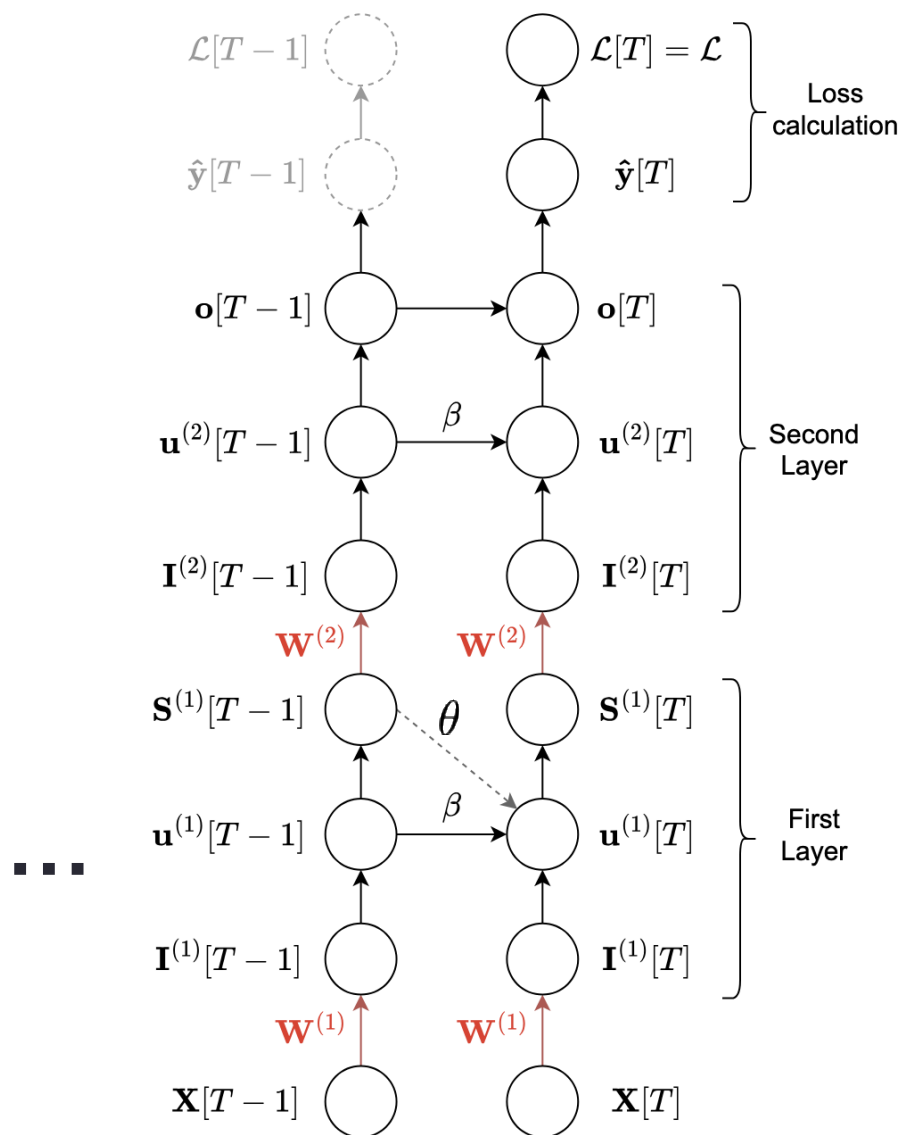 𝓛[T − 1]
𝓛[T] = 𝓛
Loss
calculation
ŷ[T − 1]
ŷ[T]
o[T − 1]
o[T]
β
u⁽²⁾[T − 1]
u⁽²⁾[T]
Second
Layer
I⁽²⁾[T − 1]
I⁽²⁾[T]
W⁽²⁾
W⁽²⁾
S⁽¹⁾[T − 1]
θ
S⁽¹⁾[T]
β
u⁽¹⁾[T − 1]
u⁽¹⁾[T]
First
Layer
...
I⁽¹⁾[T − 1]
I⁽¹⁾[T]
W⁽¹⁾
W⁽¹⁾
X[T − 1]
X[T]